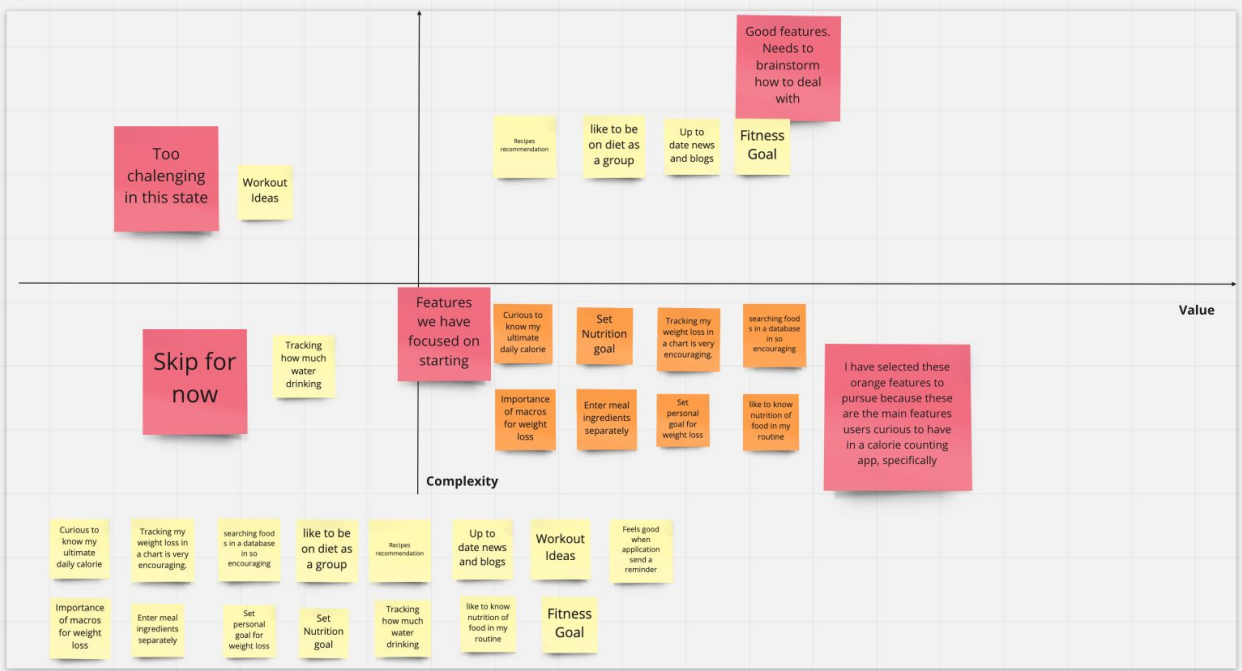 Good features.
Needs to
brainstorm
how to deal
with
Too
chalenging
in this state
Workout
Ideas
Recipes
recommendation
like to be
on diet as
a group
Up to
date news
and blogs
Fitness
Goal
Value
Skip for
now
Tracking
how much
water
drinking
Features
we have
focused on
starting
Curious to
know my
ultimate
daily calorie
Set
Nutrition
goal
Tracking my
weight loss in
a chart is very
encouraging.
searching food
s in a database
in so
encouraging
Importance
of macros
for weight
loss
Enter meal
ingredients
separately
Set
personal
goal for
weight loss
like to know
nutrition of
food in my
routine
I have selected these
orange features to
pursue because these
are the main features
users curious to have
in a calorie counting
app, specifically
Complexity
Curious to
know my
ultimate
daily calorie
Tracking my
weight loss in
a chart is very
encouraging.
searching food
s in a database
in so
encouraging
like to be
on diet as
a group
Recipes
recommendation
Up to
date news
and blogs
Workout
Ideas
Feels good
when
application
send a
reminder
Importance
of macros
for weight
loss
Enter meal
ingredients
separately
Set
personal
goal for
weight loss
Set
Nutrition
goal
Tracking
how much
water
drinking
like to know
nutrition of
food in my
routine
Fitness
Goal